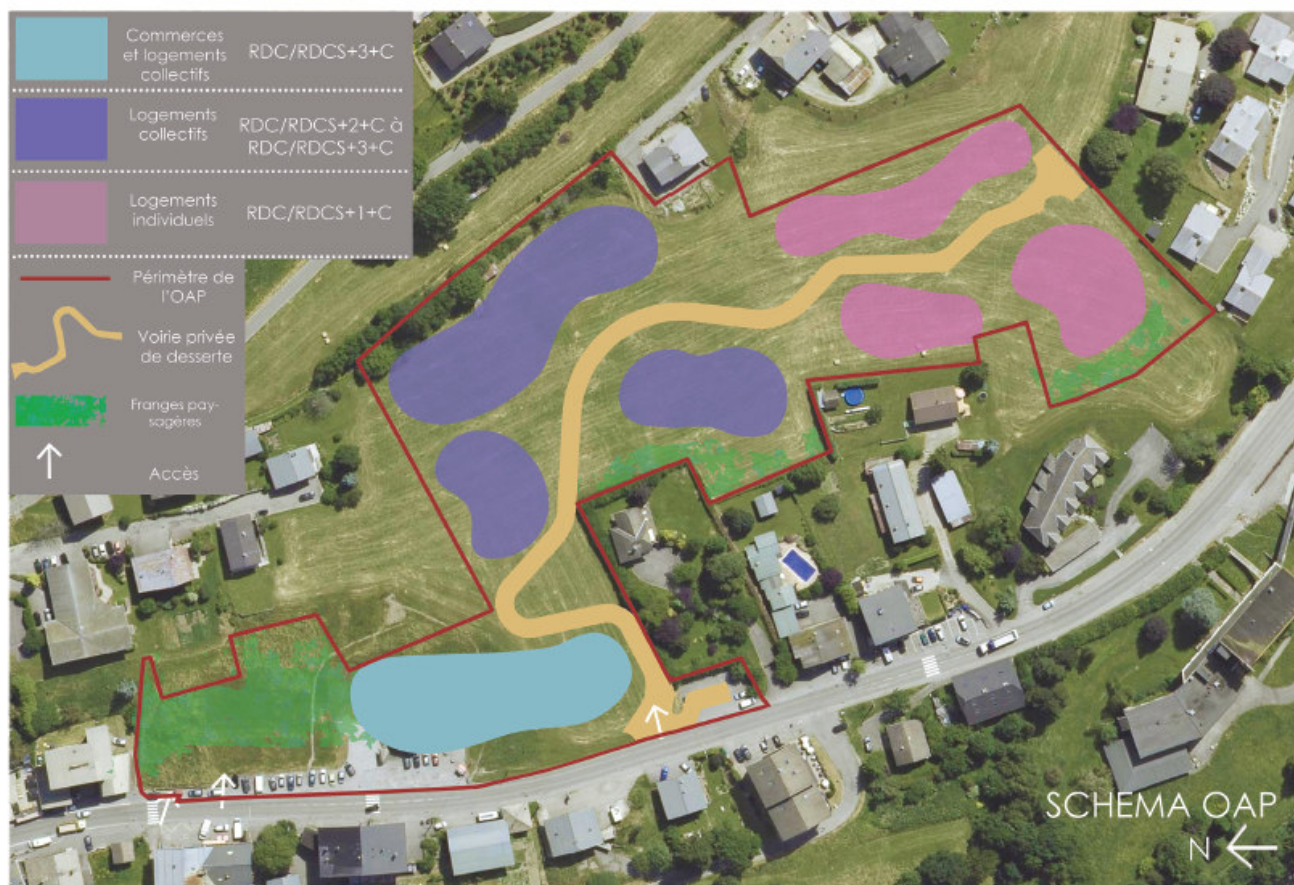 Commerces
et logements
collectifs
RDC/RDCS+3+C
Logements
collectifs
RDC/RDCS+2+C à
RDC/RDCS+3+C
Logements
individuels
RDC/RDCS+1+C
Périmètre de
l'OAP
Voirie privée
de desserte
Franges pay-
sagères
Accès
SCHEMA OAP
N